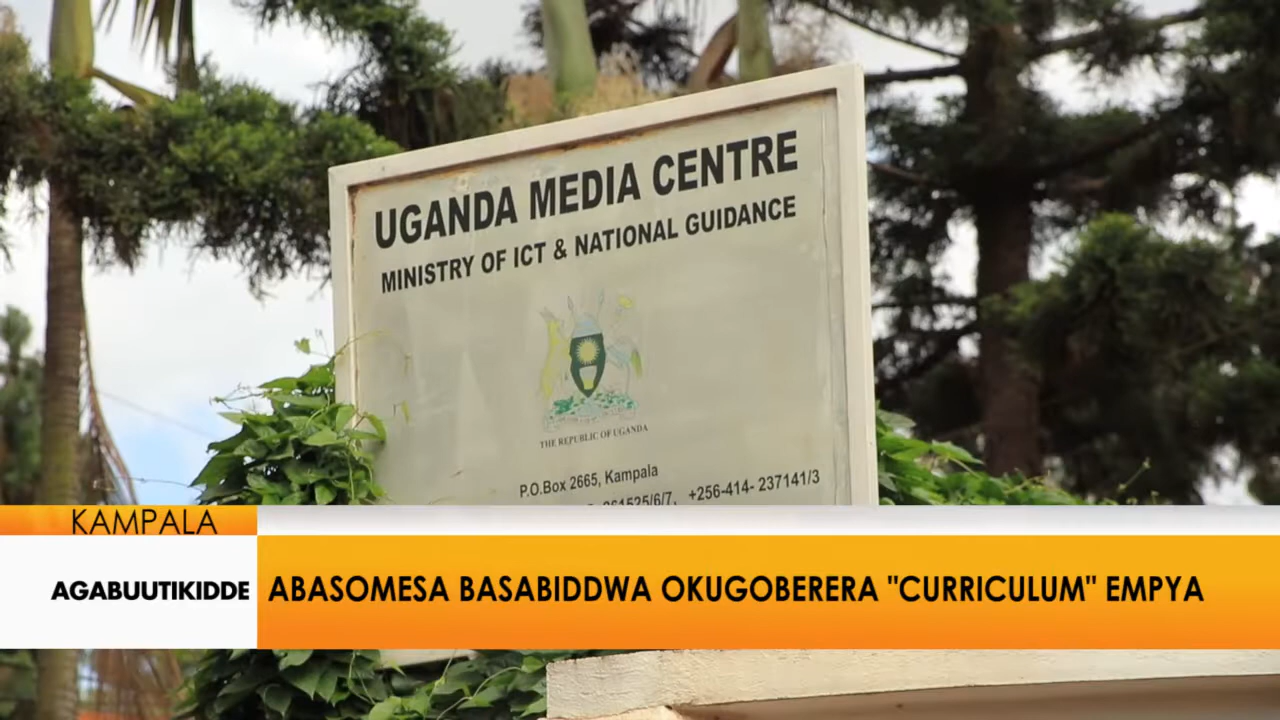 UGANDA MEDIA CENTRE
MINISTRY OF ICT & NATIONAL GUIDANCE
THE REPUBLIC OF UGANDA
P.O.Box 2665, Kampala
+256-414- 237141/3
KAMPALA
AGABUUTIKIDDE
ABASOMESA BASABIDDWA OKUGOBERERA "CURRICULUM" EMPYA